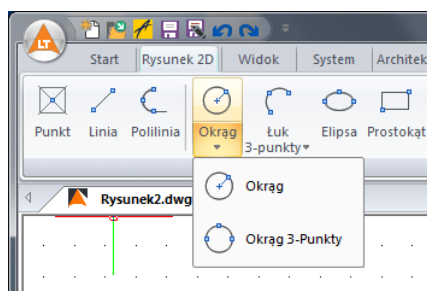 LT
Start Rysunek 2D Widok System Architek
Punkt Linia Polilinia Okrąg Łuk 3-punkty Elipsa Prostokąt
Rysunek2.dwg
Okrąg
Okrąg 3-Punkty